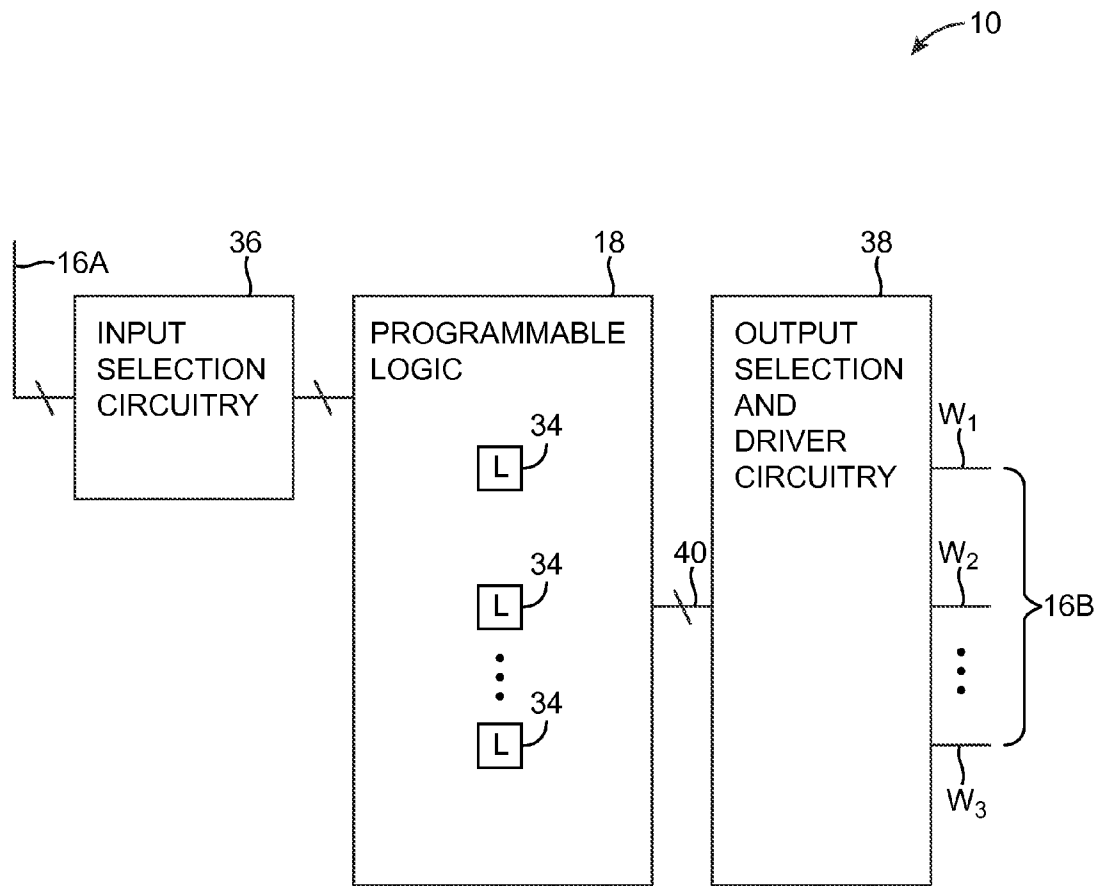 10
16A
36
18
38
INPUT
SELECTION
CIRCUITRY
PROGRAMMABLE
LOGIC
OUTPUT
SELECTION
AND
DRIVER
CIRCUITRY
34
L
34
L
34
L
40
W1
W2
W3
16B